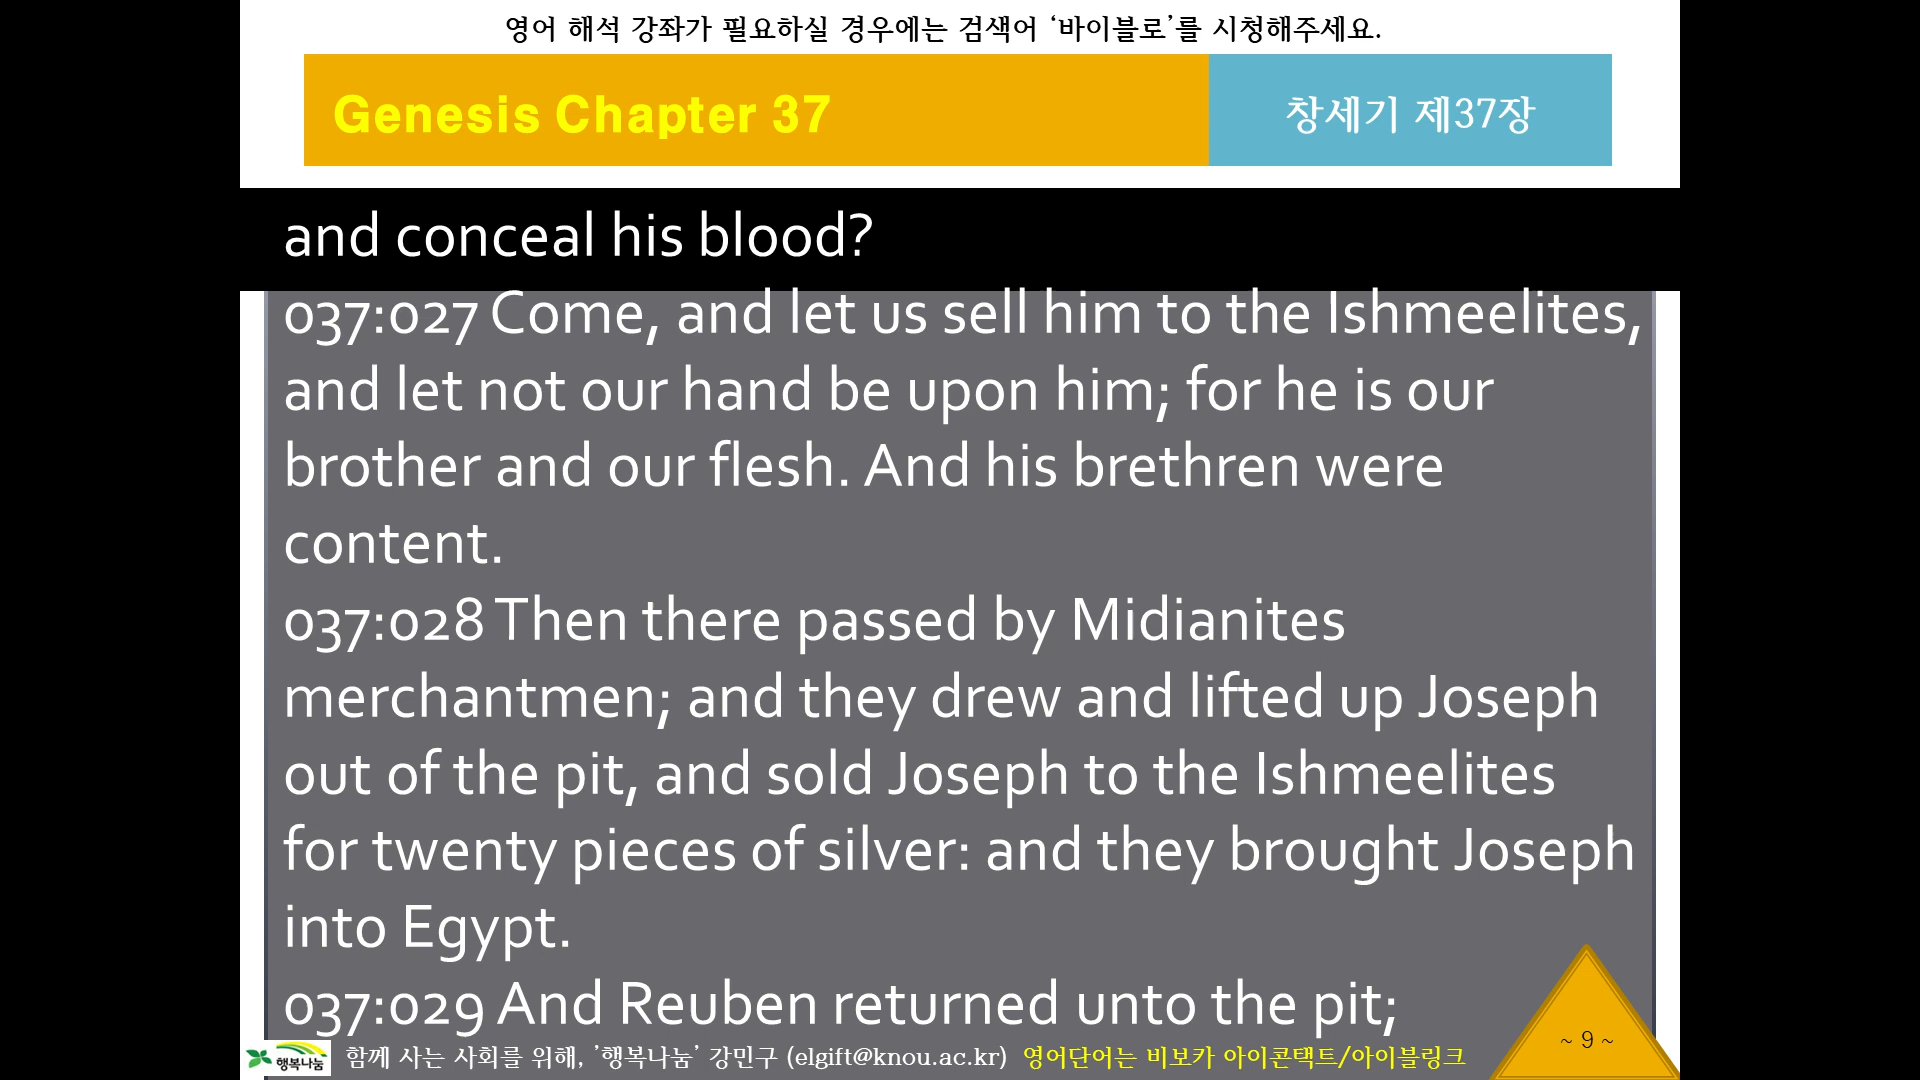 영어 해석 강좌가 필요하실 경우에는 검색어 ‘바이블로’를 시청해주세요.
Genesis Chapter 37
창세기 제37장
and conceal his blood?
037:027 Come, and let us sell him to the Ishmeelites,
and let not our hand be upon him; for he is our
brother and our flesh. And his brethren were
content.
037:028 Then there passed by Midianites
merchantmen; and they drew and lifted up Joseph
out of the pit, and sold Joseph to the Ishmeelites
for twenty pieces of silver: and they brought Joseph
into Egypt.
037:029 And Reuben returned unto the pit;
~ 9 ~
행복나눔 함께 사는 사회를 위해, ’행복나눔’ 강민구 (elgift@knou.ac.kr) 영어단어는 비보카 아이콘택트/아이블링크